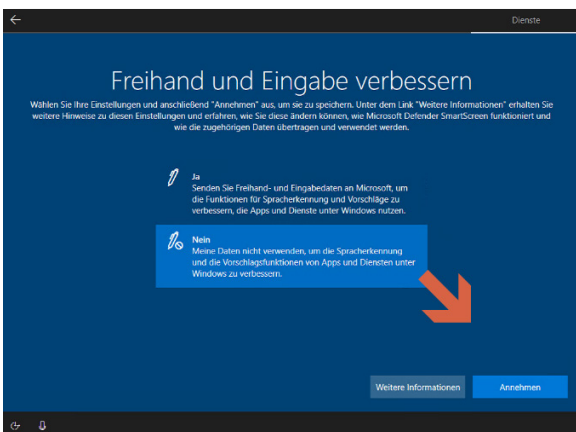 Dienste
Freihand und Eingabe verbessern
Wählen Sie Ihre Einstellungen und anschließend "Annehmen" aus, um sie zu speichern. Unter dem Link "Weitere Informationen" erhalten Sie
weitere Hinweise zu diesen Einstellungen und erfahren, wie Sie diese ändern können, wie Microsoft Defender SmartScreen funktioniert und
wie die zugehörigen Daten übertragen und verwendet werden.
Ja
Senden Sie Freihand- und Eingabedaten an Microsoft, um
die Funktionen für Spracherkennung und Vorschläge zu
verbessern, die Apps und Dienste unter Windows nutzen.
Nein
Meine Daten nicht verwenden, um die Spracherkennung
und die Vorschlagsfunktionen von Apps und Diensten unter
Windows zu verbessern.
Weitere Informationen
Annehmen